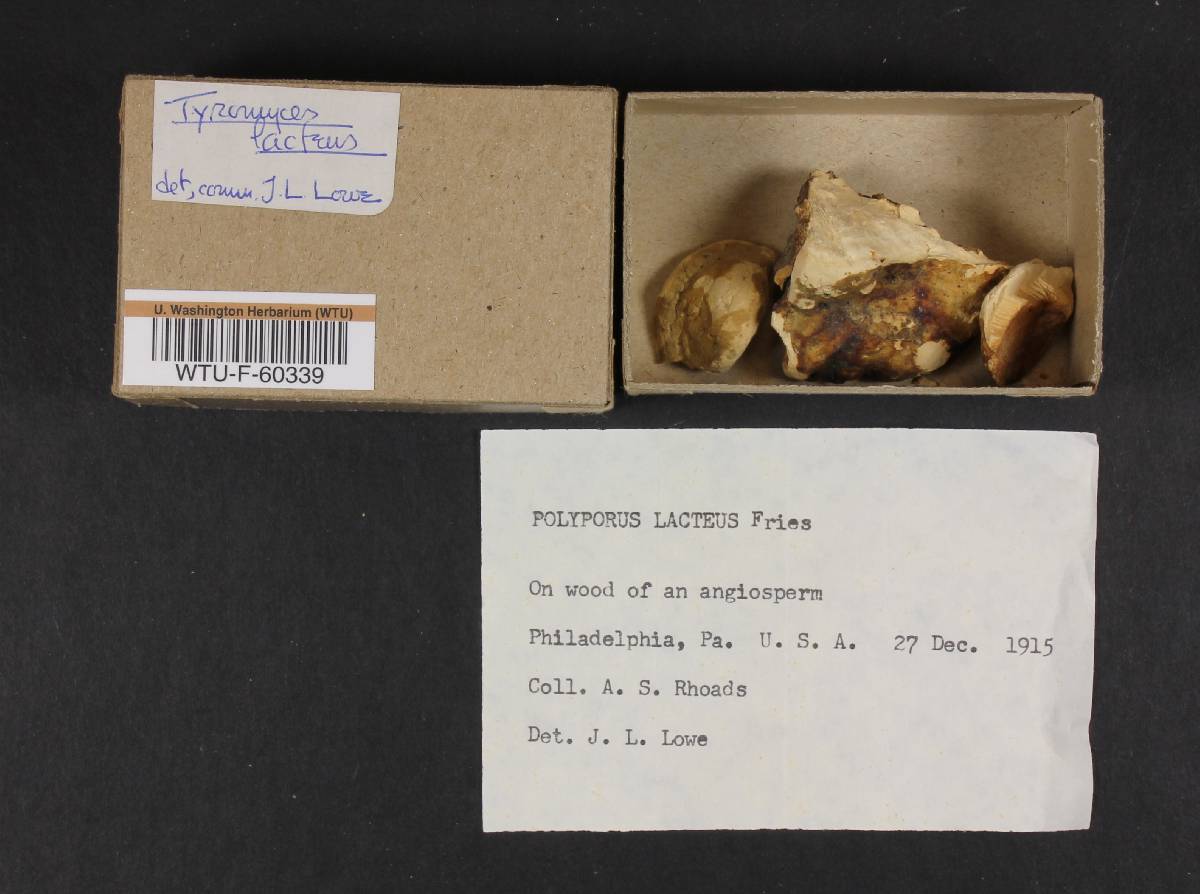 Tyromyces
lacteus
det, comm. J. L. Lowe
U. Washington Herbarium (WTU)
WTU-F-60339
POLYPORUS LACTEUS Fries
On wood of an angiosperm
Philadelphia, Pa. U. S. A. 27 Dec. 1915
Coll. A. S. Rhoads
Det. J. L. Lowe